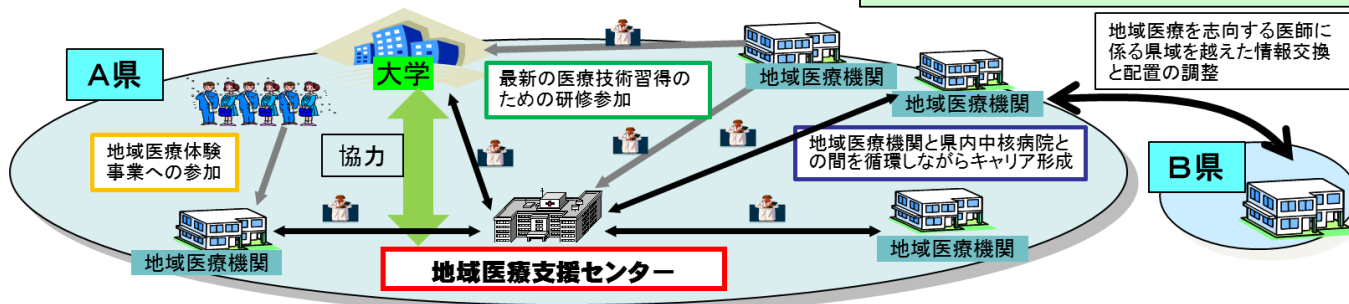 地域医療を志向する医師に
係る県域を越えた情報交換
と配置の調整
A県
大学
最新の医療技術習得の
ための研修参加
地域医療機関
地域医療機関
地域医療体験
事業への参加
協力
地域医療機関と県内中核病院と
の間を循環しながらキャリア形成
B県
地域医療機関
地域医療機関
地域医療支援センター